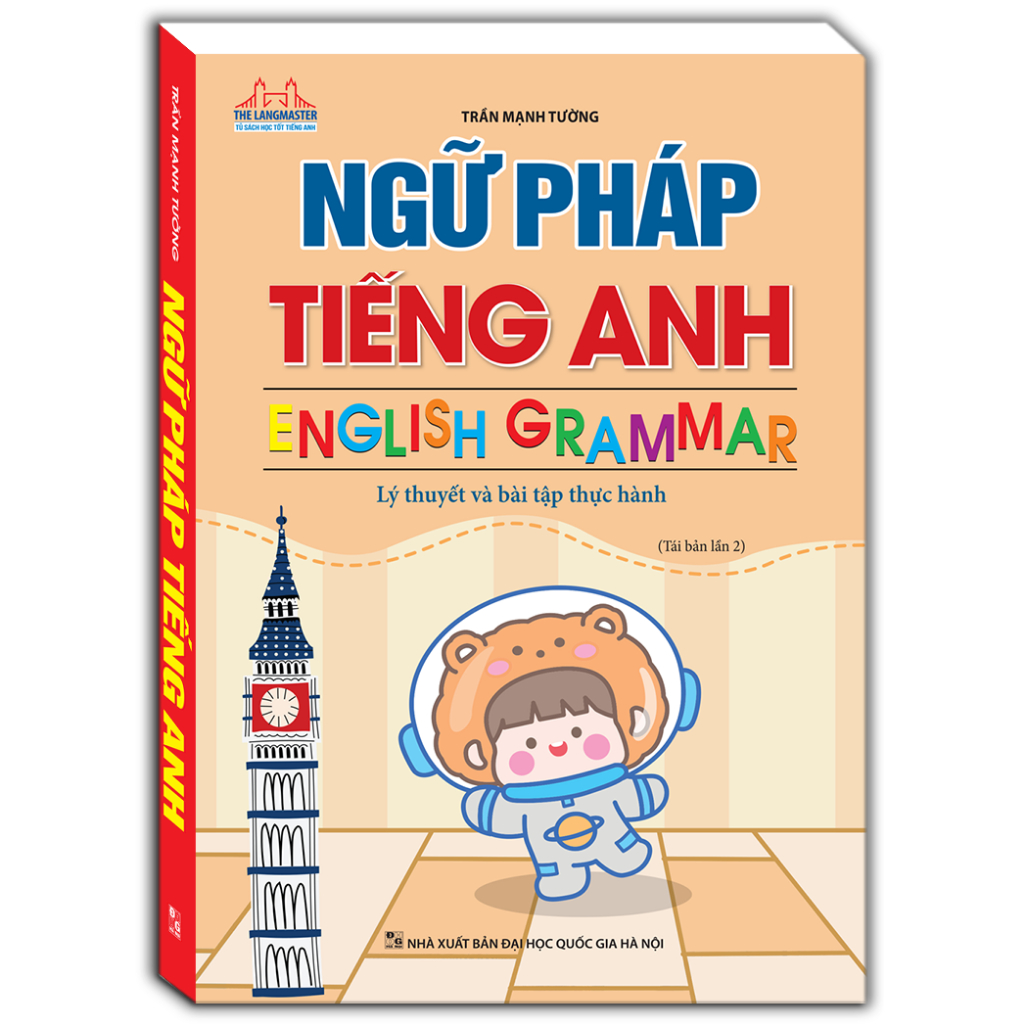 THE LANGMASTER
TỦ SÁCH HỌC TỐT TIẾNG ANH
TRẦN MẠNH TƯỜNG
NGỮ PHÁP
TIẾNG ANH
ENGLISH GRAMMAR
Lý thuyết và bài tập thực hành
(Tái bản lần 2)
NHÀ XUẤT BẢN ĐẠI HỌC QUỐC GIA HÀ NỘI
TRẦN MẠNH TƯỜNG
NGỮ PHÁP TIẾNG ANH